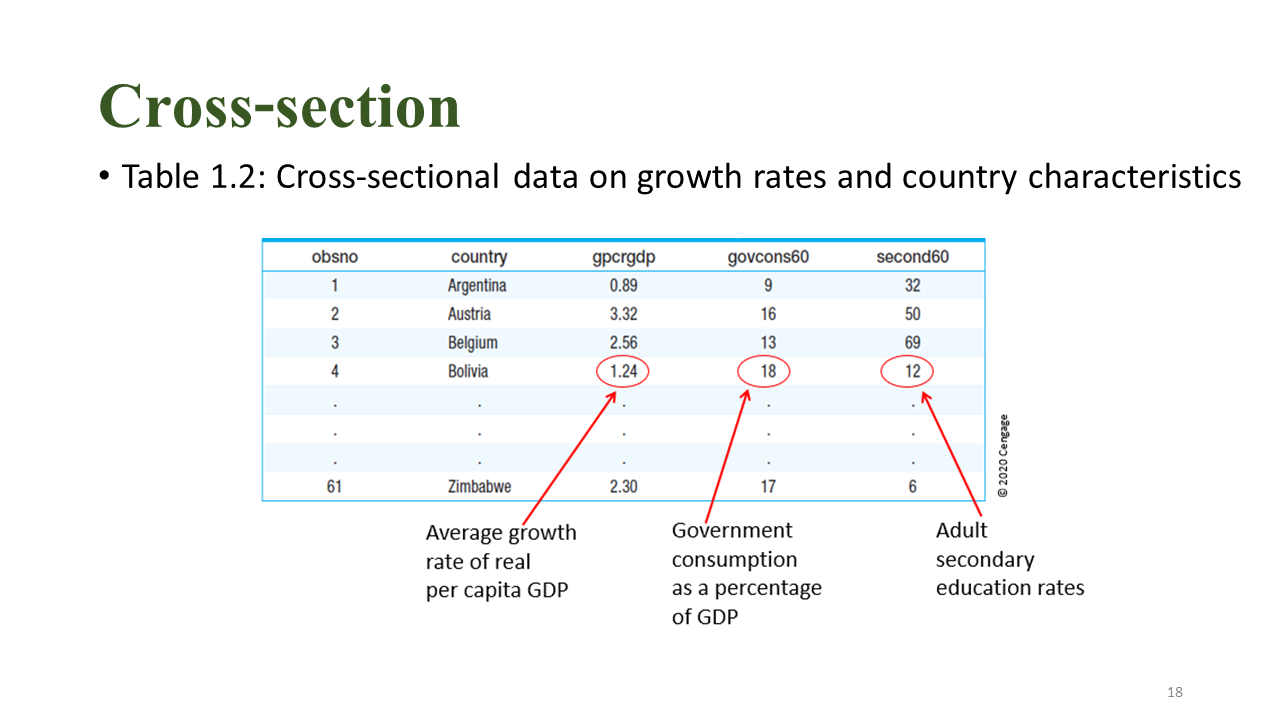 Cross-section
• Table 1.2: Cross-sectional data on growth rates and country characteristics
obsno country gpcrgdp govcons60 second60
1 Argentina 0.89 9 32
2 Austria 3.32 16 50
3 Belgium 2.56 13 69
4 Bolivia 1.24 18 12
. . . . .
. . . . .
. . . . .
61 Zimbabwe 2.30 17 6
© 2020 Cengage
Average growth
rate of real
per capita GDP
Government
consumption
as a percentage
of GDP
Adult
secondary
education rates
18